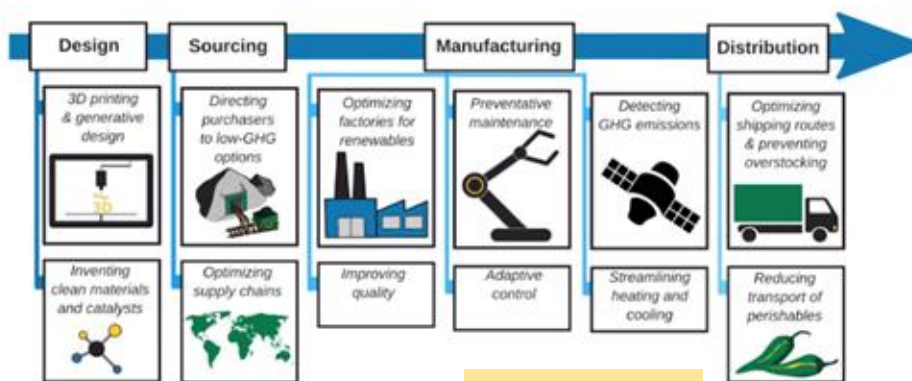 Design
Sourcing
Manufacturing
Distribution
3D printing
& generative
design
3D
Directing
purchasers
to low-GHG
options
Optimizing
factories for
renewables
Preventative
maintenance
Detecting
GHG emissions
Optimizing
shipping routes
& preventing
overstocking
Inventing
clean materials
and catalysts
Optimizing
supply chains
Improving
quality
Adaptive
control
Streamlining
heating and
cooling
Reducing
transport of
perishables